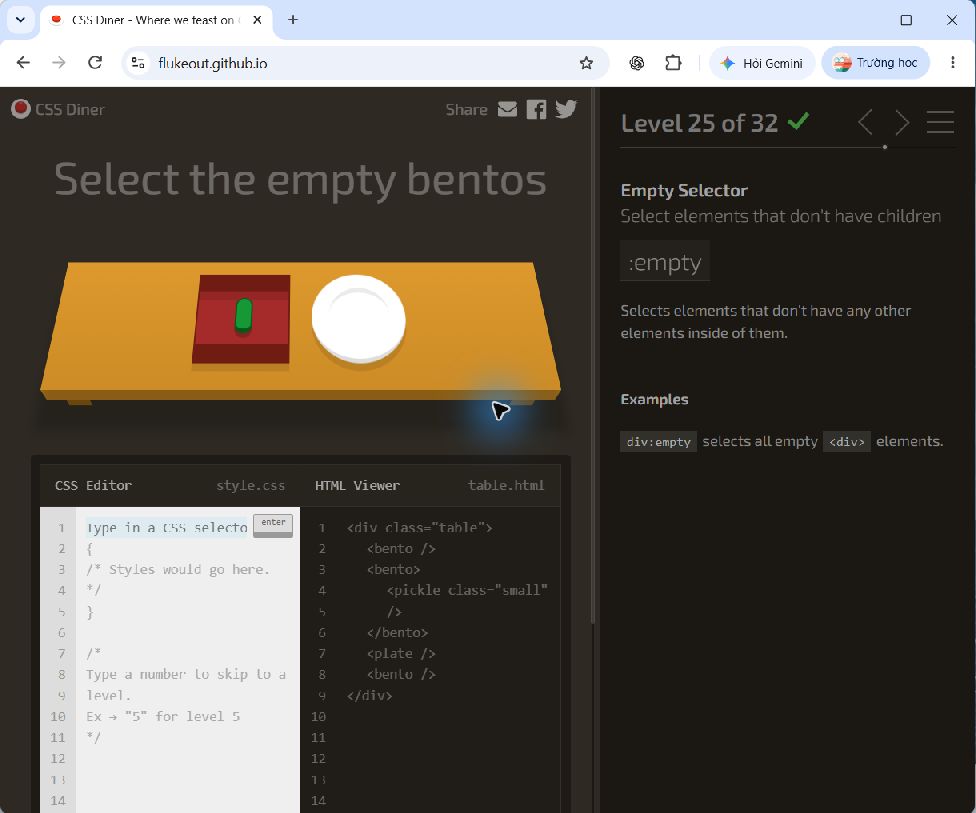 CSS Diner - Where we feast on
flukeout.github.io
Hỏi Gemini
Trường học
CSS Diner
Share
Select the empty bentos
CSS Editor
style.css
HTML Viewer
table.html
1
2
3
4
5
6
7
8
9
10
11
12
13
14
Type in a CSS selecto
enter
{
/* Styles would go here.
*/
}
/*
Type a number to skip to a
level.
Ex → "5" for level 5
*/
1
2
3
4
5
6
7
8
9
10
11
12
13
14
<div class="table">
<bento />
<bento>
<pickle class="small"
/>
</bento>
<plate />
<bento />
</div>
Level 25 of 32
Empty Selector
Select elements that don't have children
:empty
Selects elements that don't have any other
elements inside of them.
Examples
div:empty selects all empty <div> elements.